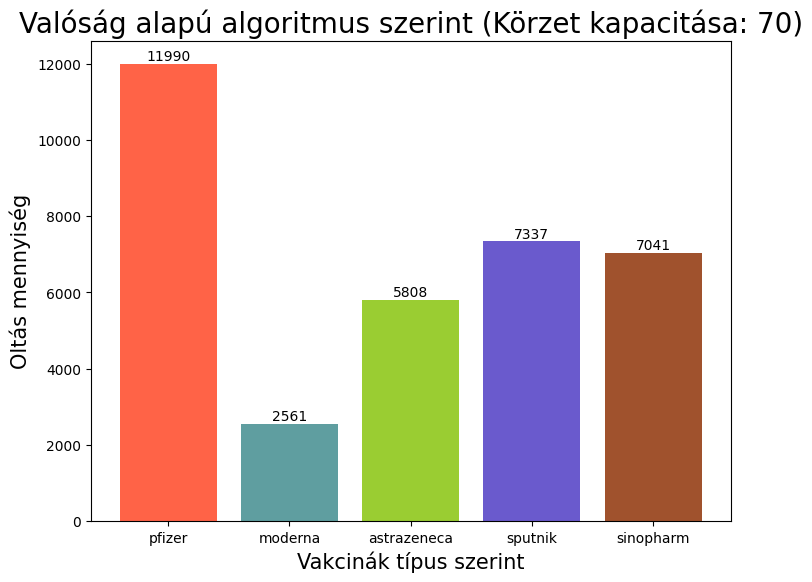 Valóság alapú algoritmus szerint (Körzet kapacitása: 70)
Oltás mennyiség
12000
10000
8000
6000
4000
2000
0
11990
2561
5808
7337
7041
pfizer
moderna
astrazeneca
sputnik
sinopharm
Vakcinák típus szerint